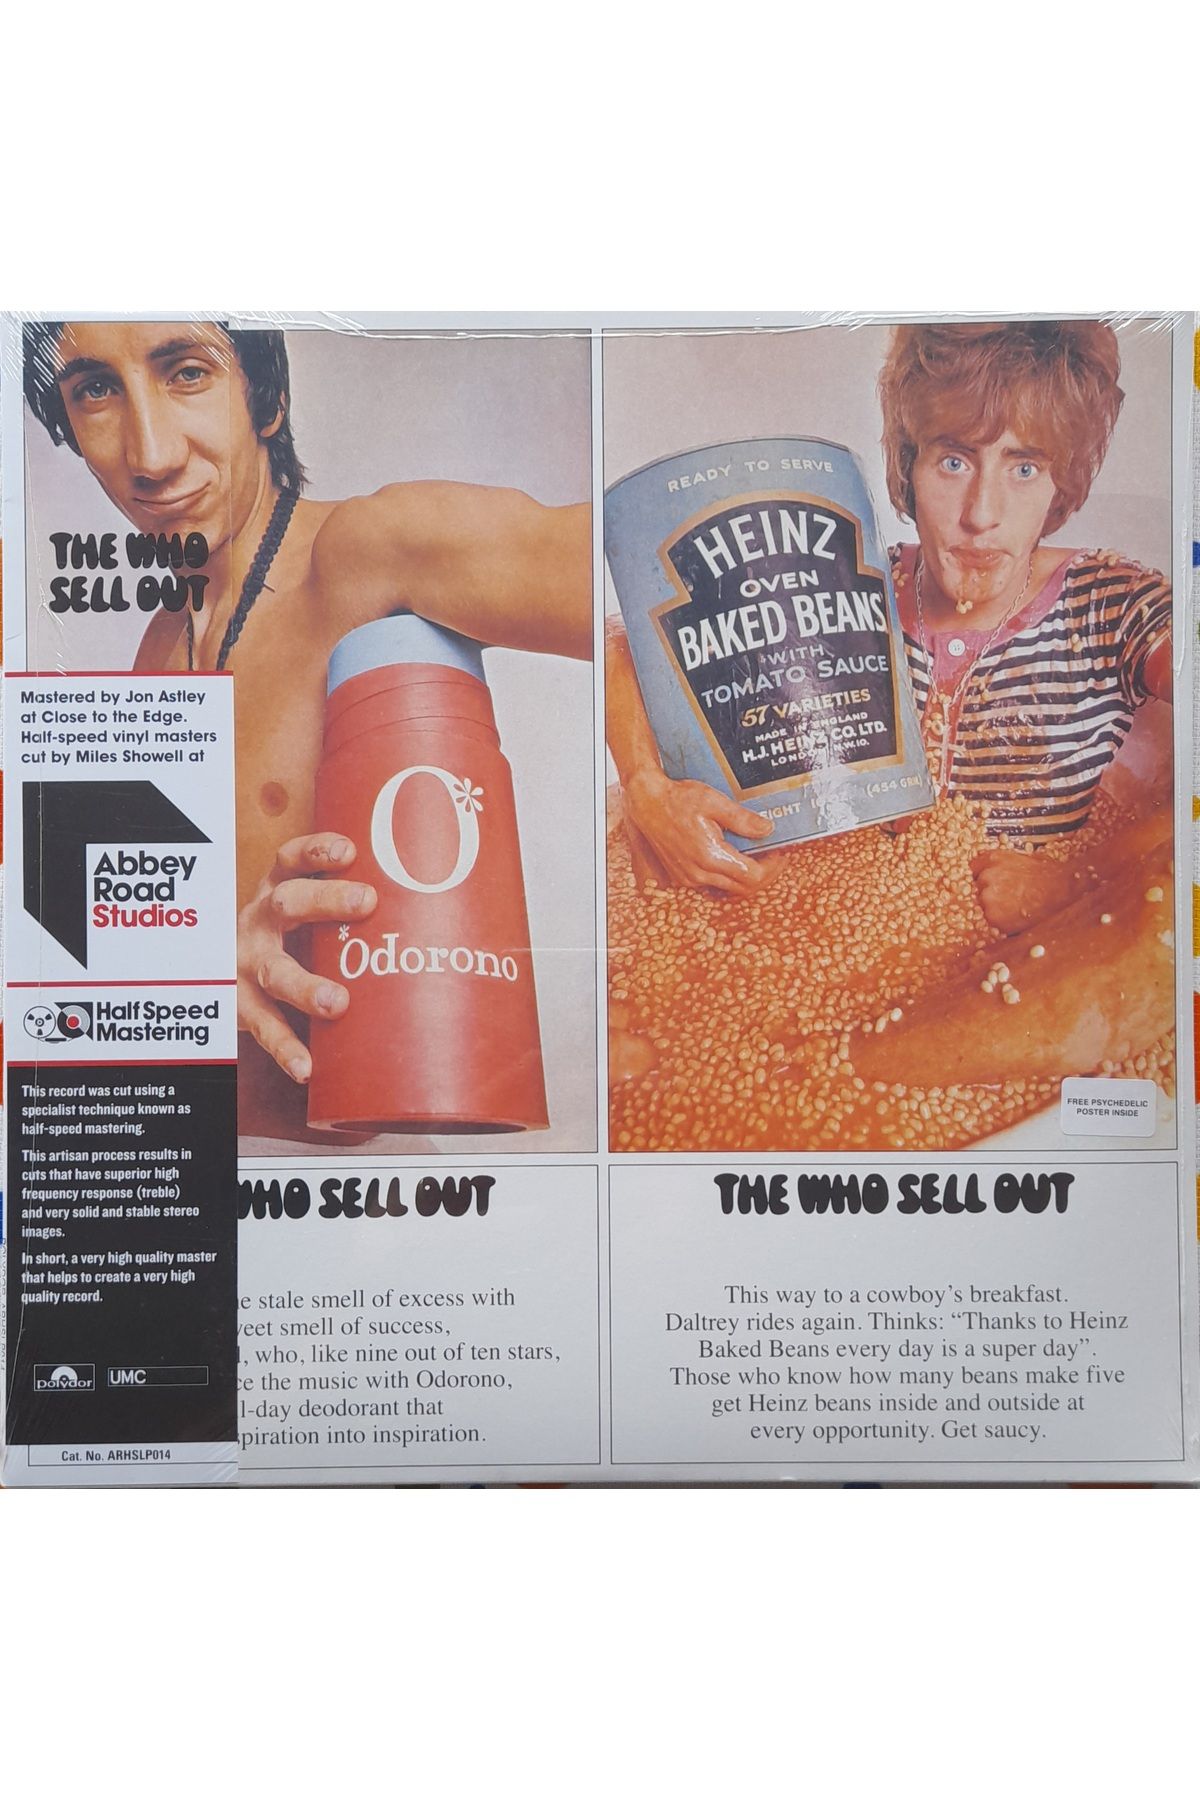 THE WHO
SELL OUT
Mastered by Jon Astley
at Close to the Edge.
Half-speed vinyl masters
cut by Miles Showell at
Abbey
Road
Studios
Half Speed
Mastering
This record was cut using a
specialist technique known as
half-speed mastering.
This artisan process results in
cuts that have superior high
frequency response (treble)
and very solid and stable stereo
images.
In short, a very high quality master
that helps to create a very high
quality record.
polydor
UMC
Cat. No. ARHSLP014
O*
*Odorono
WHO SELL OUT
stale smell of excess with
smell of success,
who, like nine out of ten stars,
the music with Odorono,
l-day deodorant that
spiration into inspiration.
READY TO SERVE
HEINZ
OVEN
BAKED BEANS
WITH
TOMATO SAUCE
57 VARIETIES
MADE IN ENGLAND
H.J. HEINZ CO. LTD.
LONDON N.W.10.
(454 GRM)
FREE PSYCHEDELIC
POSTER INSIDE
THE WHO SELL OUT
This way to a cowboy's breakfast.
Daltrey rides again. Thinks: “Thanks to Heinz
Baked Beans every day is a super day”.
Those who know how many beans make five
get Heinz beans inside and outside at
every opportunity. Get saucy.